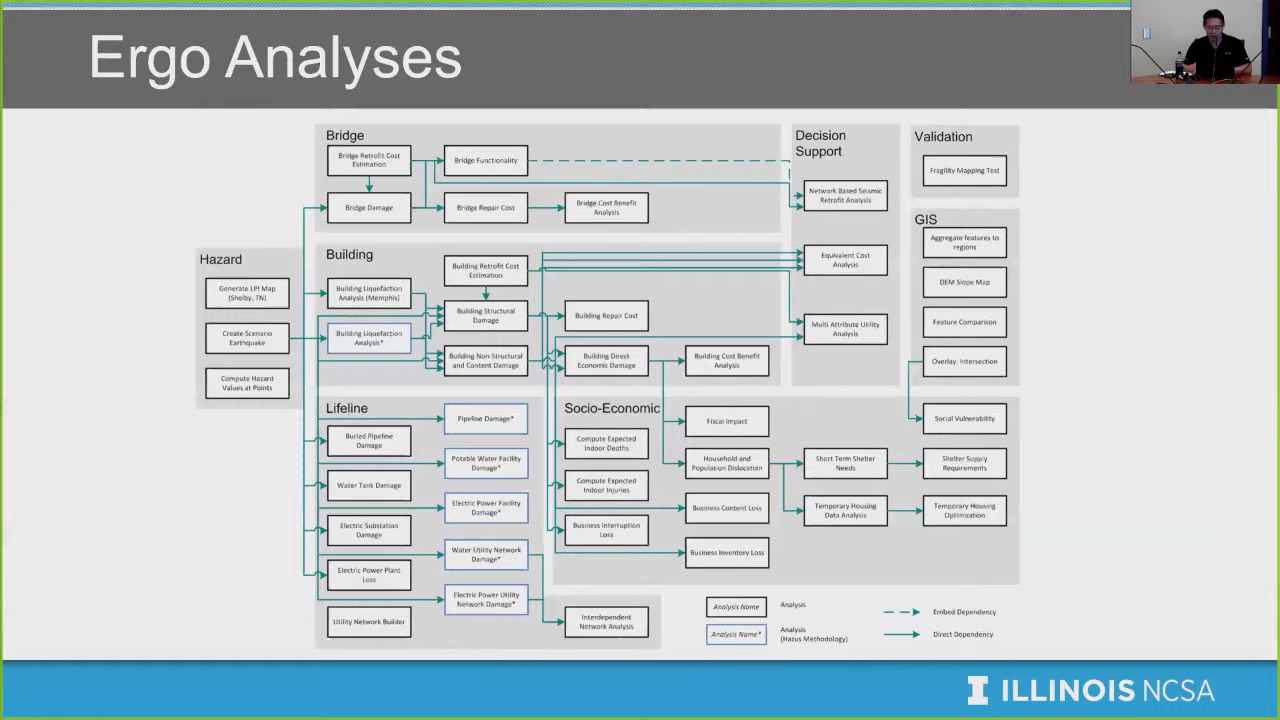 Ergo Analyses
Bridge
Bridge Retrofit Cost
Estimation
Bridge Functionality
Bridge Damage
Bridge Repair Cost
Bridge Cost Benefit
Analysis
Decision
Support
Network Based Seismic
Retrofit Analysis
Equivalent Cost
Analysis
Multi Attribute Utility
Analysis
Validation
Fragility Mapping Test
GIS
Aggregate features to
regions
DEM Slope Map
Feature Comparison
Overlay: Intersection
Hazard
Generate LPI Map
(Shelby, TN)
Create Scenario
Earthquake
Compute Hazard
Values at Points
Building
Building Retrofit Cost
Estimation
Building Liquefaction
Analysis (Memphis)
Building Structural
Damage
Building Repair Cost
Building Liquefaction
Analysis*
Building Non-Structural
and Content Damage
Building Direct
Economic Damage
Building Cost Benefit
Analysis
Lifeline
Pipeline Damage*
Buried Pipeline
Damage
Potable Water Facility
Damage*
Water Tank Damage
Electric Power Facility
Damage*
Electric Substation
Damage
Water Utility Network
Damage*
Electric Power Plant
Loss
Electric Power Utility
Network Damage*
Utility Network Builder
Interdependent
Network Analysis
Socio-Economic
Fiscal Impact
Social Vulnerability
Compute Expected
Indoor Deaths
Household and
Population Dislocation
Short Term Shelter
Needs
Shelter Supply
Requirements
Compute Expected
Indoor Injuries
Business Content Loss
Temporary Housing
Data Analysis
Temporary Housing
Optimization
Business Interruption
Loss
Business Inventory Loss
Analysis Name
Analysis
Analysis Name*
Analysis
(Hazus Methodology)
Embed Dependency
Direct Dependency
ILLINOIS NCSA